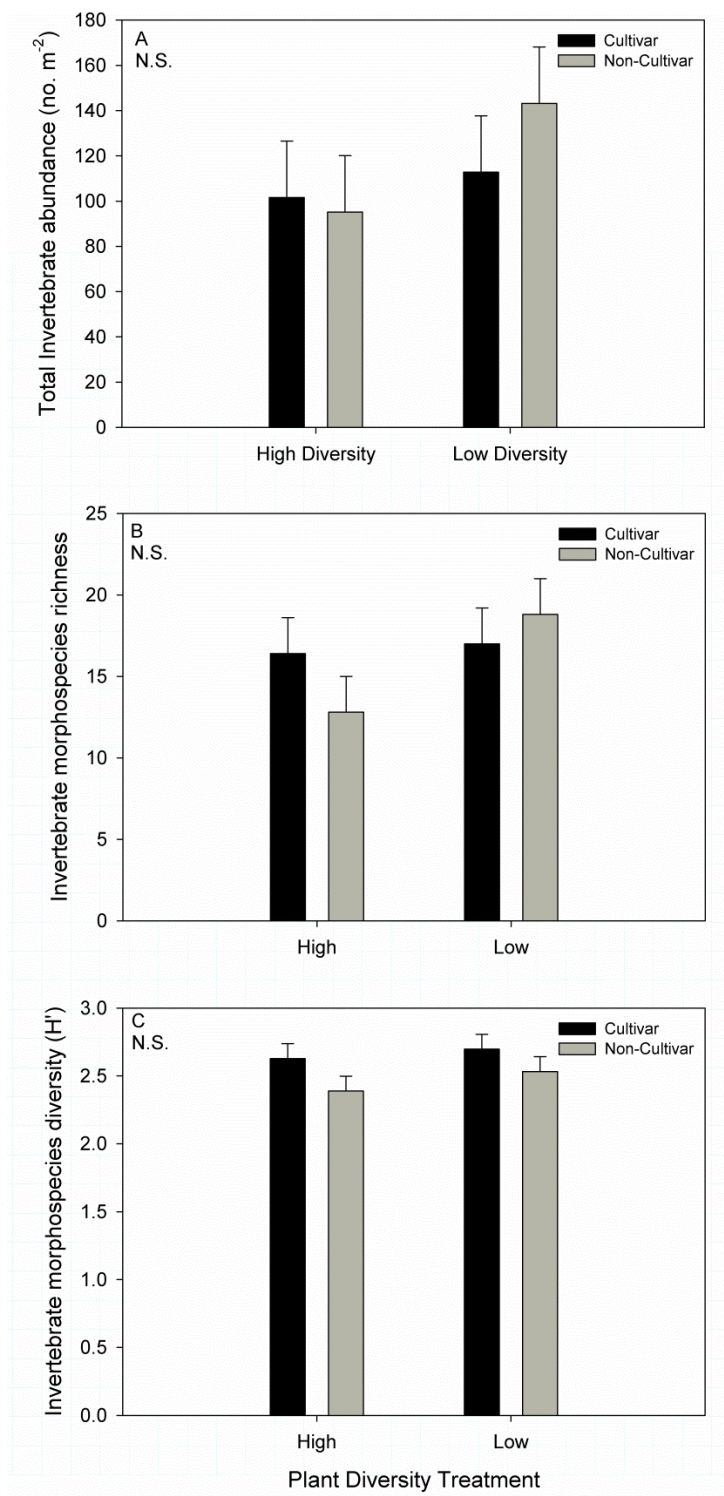 Total Invertebrate abundance (no. m-2)
180
160
140
120
100
80
60
40
20
0
A
N.S.
Cultivar
Non-Cultivar
High Diversity
Low Diversity
Invertebrate morphospecies richness
25
20
15
10
5
0
B
N.S.
Cultivar
Non-Cultivar
High
Low
Invertebrate morphospecies diversity (H')
3.0
2.5
2.0
1.5
1.0
0.5
0.0
C
N.S.
Cultivar
Non-Cultivar
High
Low
Plant Diversity Treatment